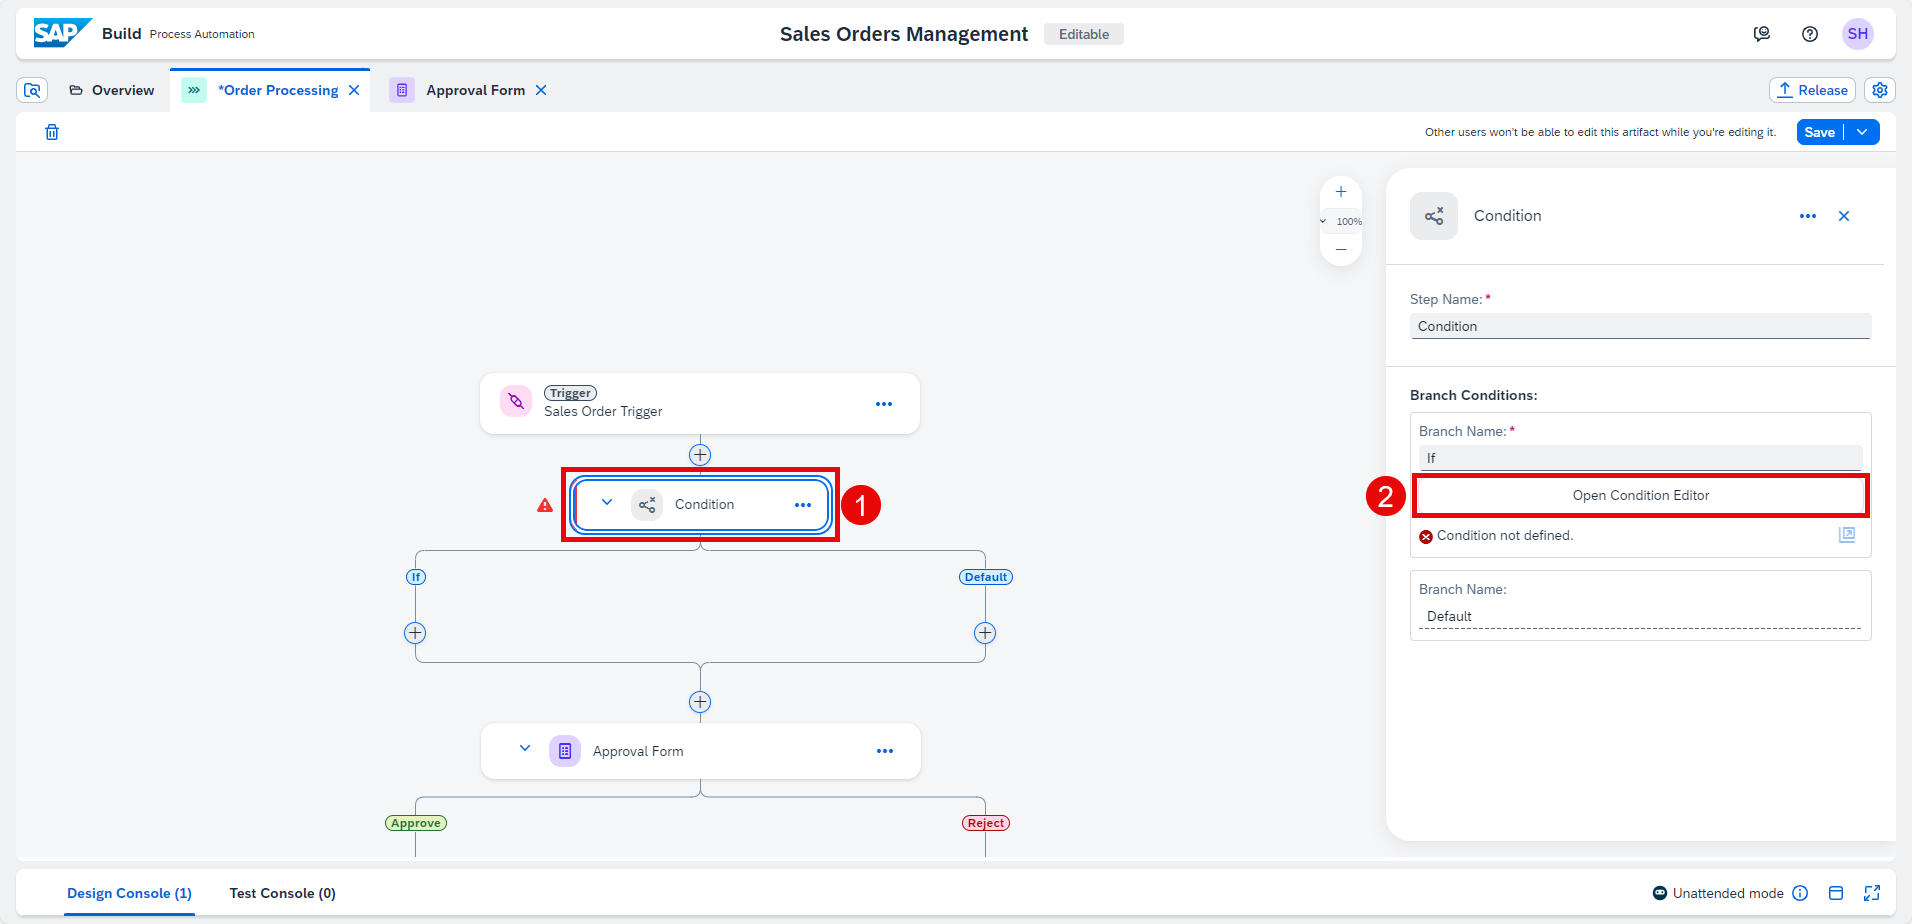 SAP Build Process Automation
Sales Orders Management Editable
SH
Overview
*Order Processing
Approval Form
Release
Other users won't be able to edit this artifact while you're editing it.
Save
100%
Trigger
Sales Order Trigger
Condition
1
If
Default
Approval Form
Approve
Reject
Condition
Step Name: *
Condition
Branch Conditions:
Branch Name: *
If
2
Open Condition Editor
Condition not defined.
Branch Name:
Default
Design Console (1)
Test Console (0)
Unattended mode